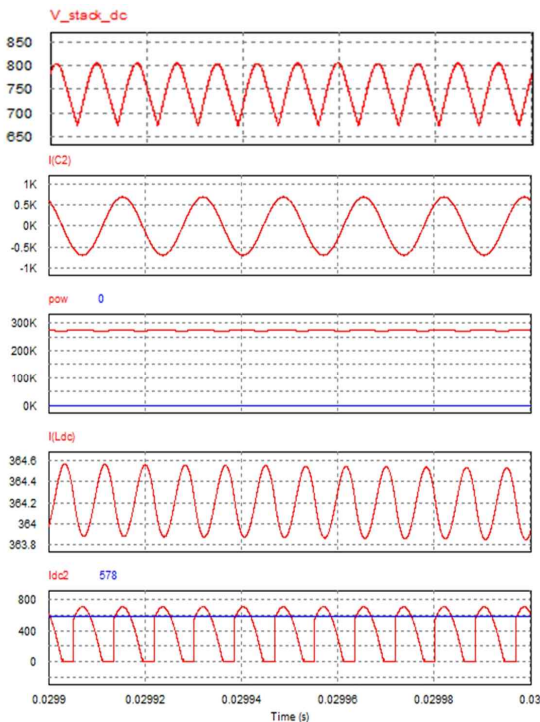 V_stack_dc
850
800
750
700
650
I(C2)
1K
0.5K
0K
-0.5K
-1K
pow 0
300K
200K
100K
0K
I(Ldc)
364.6
364.4
364.2
364
363.8
Idc2 578
800
400
0
0.0299 0.02992 0.02994 0.02996 0.02998 0.03
Time (s)